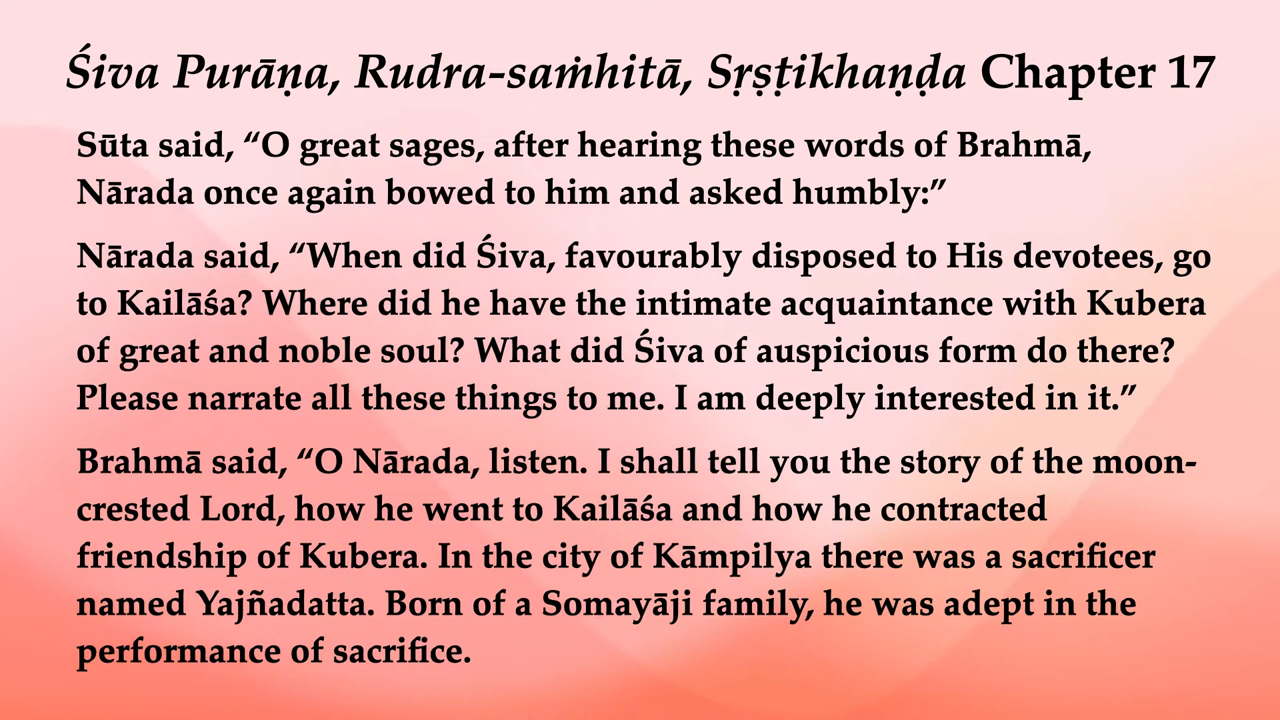 Śiva Purāṇa, Rudra-saṁhitā, Sṛṣṭikhaṇḍa Chapter 17
Sūta said, “O great sages, after hearing these words of Brahmā,
Nārada once again bowed to him and asked humbly:”
Nārada said, “When did Śiva, favourably disposed to His devotees, go
to Kailāśa? Where did he have the intimate acquaintance with Kubera
of great and noble soul? What did Śiva of auspicious form do there?
Please narrate all these things to me. I am deeply interested in it.”
Brahmā said, “O Nārada, listen. I shall tell you the story of the moon-
crested Lord, how he went to Kailāśa and how he contracted
friendship of Kubera. In the city of Kāmpilya there was a sacrificer
named Yajñadatta. Born of a Somayāji family, he was adept in the
performance of sacrifice.